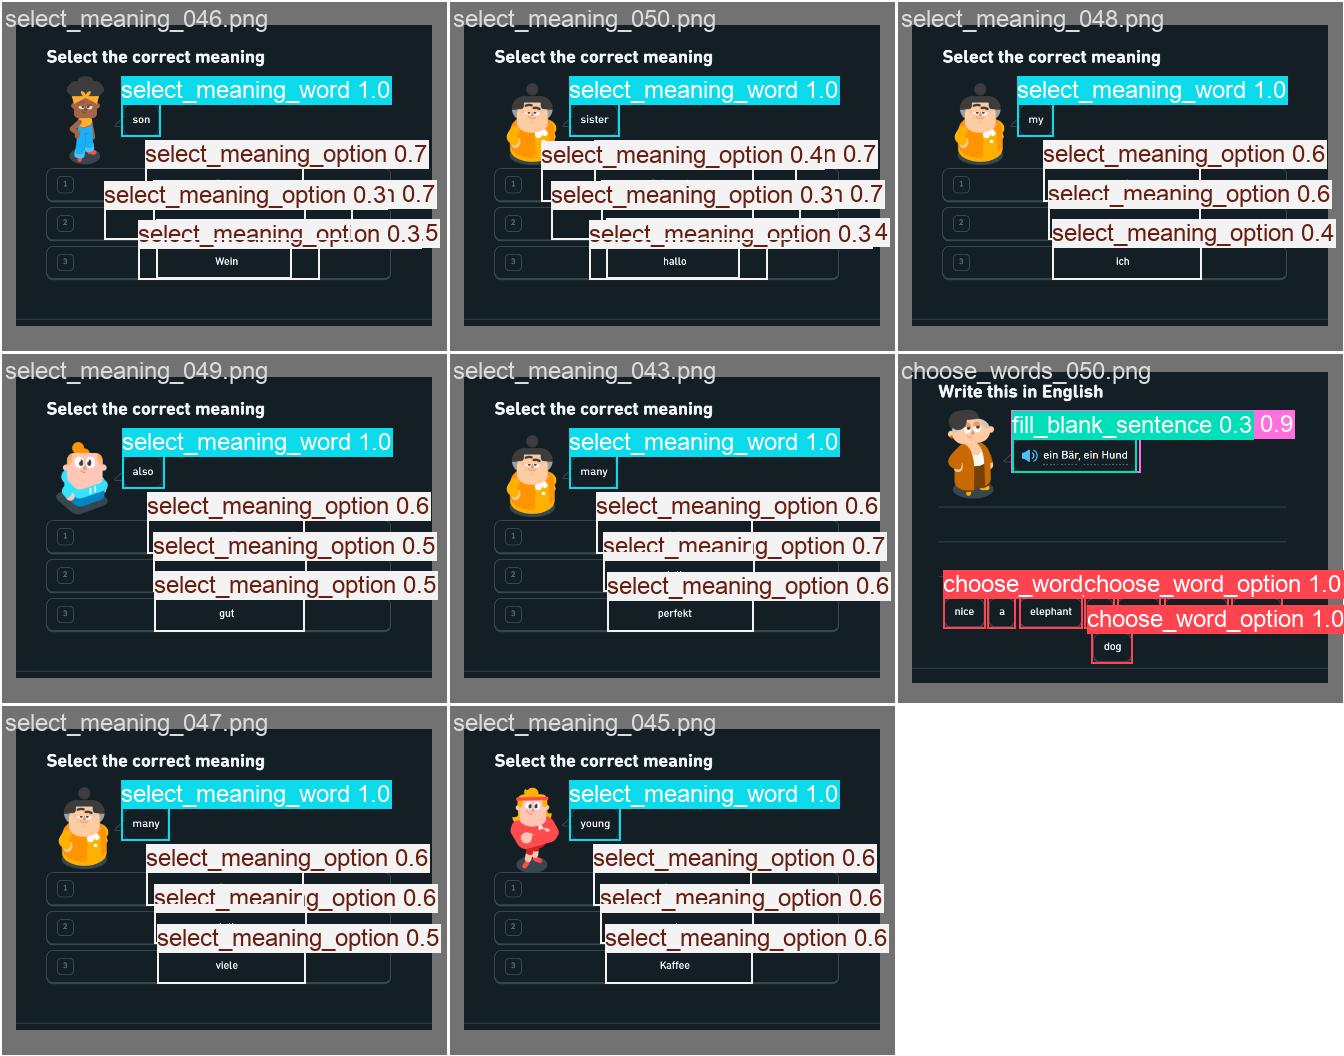 select_meaning_046.png
Select the correct meaning
select_meaning_word 1.0
son
select_meaning_option 0.7
1
select_meaning_option 0.3
0.7
2
select_meaning_option 0.3
5
3
Wein
select_meaning_050.png
Select the correct meaning
select_meaning_word 1.0
sister
select_meaning_option 0.4
n 0.7
1
select_meaning_option 0.3
0.7
2
select_meaning_option 0.3
4
3
hallo
select_meaning_048.png
Select the correct meaning
select_meaning_word 1.0
my
select_meaning_option 0.6
1
select_meaning_option 0.6
2
select_meaning_option 0.4
3
ich
select_meaning_049.png
Select the correct meaning
select_meaning_word 1.0
also
select_meaning_option 0.6
1
select_meaning_option 0.5
2
select_meaning_option 0.5
3
gut
select_meaning_043.png
Select the correct meaning
select_meaning_word 1.0
many
select_meaning_option 0.6
1
select_meaning_option 0.7
2
select_meaning_option 0.6
3
perfekt
choose_words_050.png
Write this in English
fill_blank_sentence 0.3
0.9
ein Bär, ein Hund
choose_word
choose_word_option 1.0
nice
a
elephant
choose_word_option 1.0
dog
select_meaning_047.png
Select the correct meaning
select_meaning_word 1.0
many
select_meaning_option 0.6
1
select_meaning_option 0.6
2
select_meaning_option 0.5
3
viele
select_meaning_045.png
Select the correct meaning
select_meaning_word 1.0
young
select_meaning_option 0.6
1
select_meaning_option 0.6
2
select_meaning_option 0.6
3
Kaffee